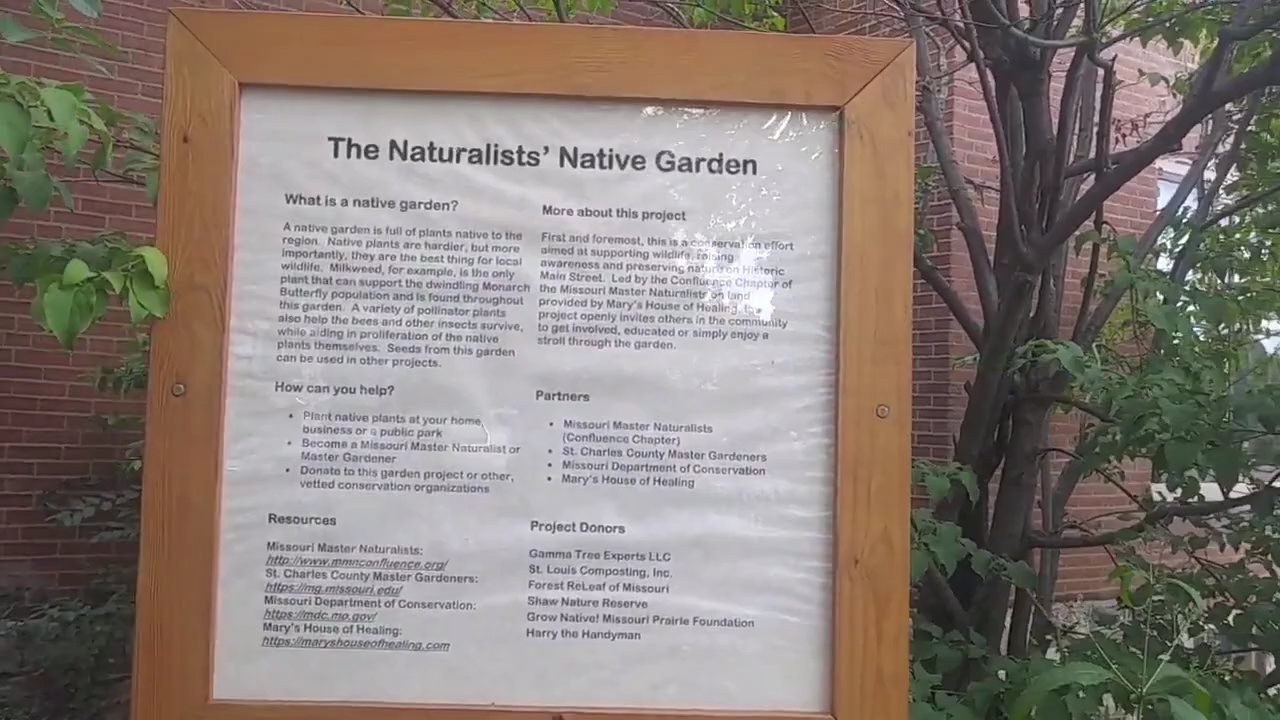 The Naturalists' Native Garden
What is a native garden?
A native garden is full of plants native to the
region. Native plants are hardier, but more
importantly, they are the best thing for local
wildlife. Milkweed, for example, is the only
plant that can support the dwindling Monarch
Butterfly population and is found throughout
this garden. A variety of pollinator plants
also help the bees and other insects survive,
while aiding in proliferation of the native
plants themselves. Seeds from this garden
can be used in other projects.
How can you help?
• Plant native plants at your home,
business or a public park
• Become a Missouri Master Naturalist or
Master Gardener
• Donate to this garden project or other,
vetted conservation organizations
Resources
Missouri Master Naturalists:
http://www.mmnconfluence.org/
St. Charles County Master Gardeners:
https://mg.missouri.edu/
Missouri Department of Conservation:
https://mdc.mo.gov/
Mary's House of Healing:
https://maryshouseofhealing.com
More about this project
First and foremost, this is a conservation effort
aimed at supporting wildlife, raising
awareness and preserving nature on Historic
Main Street. Led by the Confluence Chapter of
the Missouri Master Naturalists on land
provided by Mary's House of Healing, the
project openly invites others in the community
to get involved, educated or simply enjoy a
stroll through the garden.
Partners
• Missouri Master Naturalists
(Confluence Chapter)
• St. Charles County Master Gardeners
• Missouri Department of Conservation
• Mary's House of Healing
Project Donors
Gamma Tree Experts LLC
St. Louis Composting, Inc.
Forest ReLeaf of Missouri
Shaw Nature Reserve
Grow Native! Missouri Prairie Foundation
Harry the Handyman